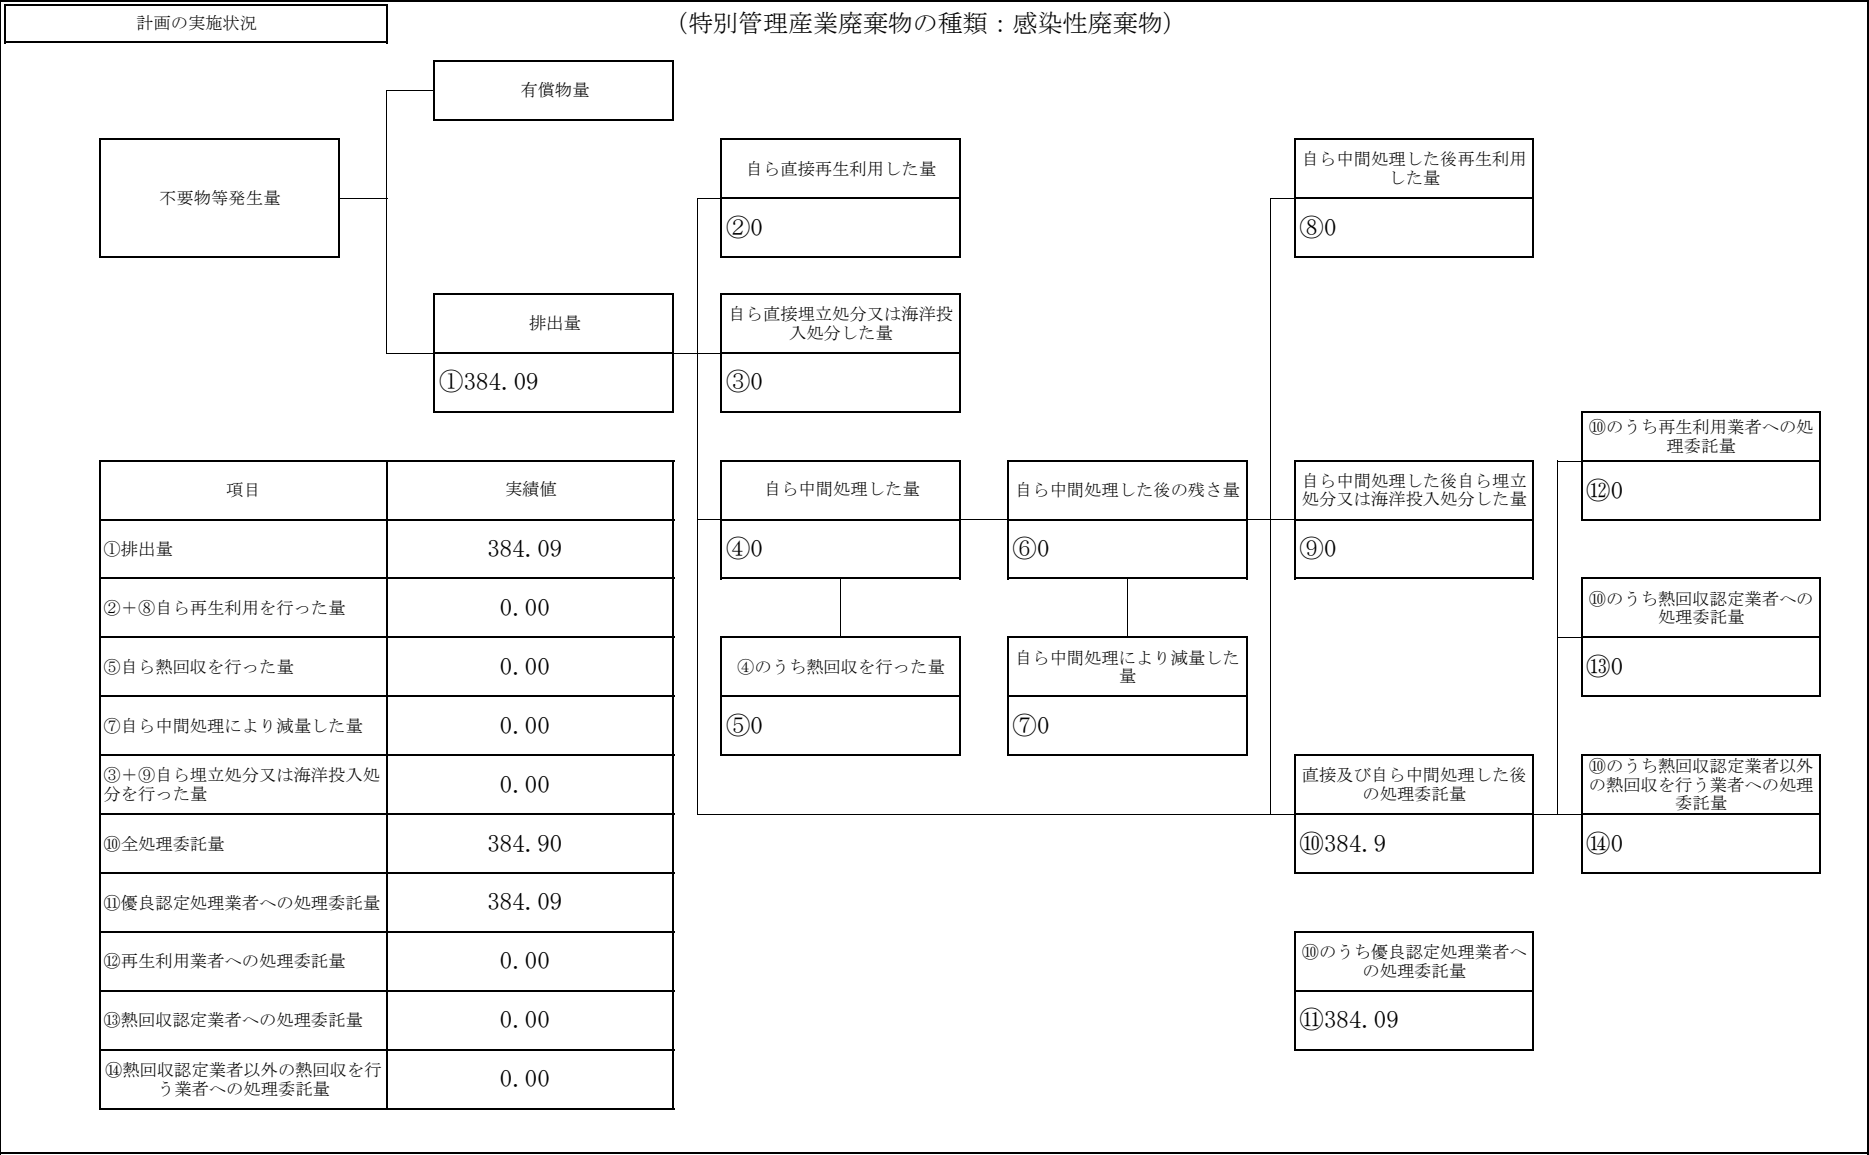 計画の実施状況
（特別管理産業廃棄物の種類：感染性廃棄物）
有償物量
不要物等発生量
自ら直接再生利用した量
②0
自ら中間処理した後再生利用
した量
⑧0
排出量
①384.09
自ら直接埋立処分又は海洋投
入処分した量
③0
⑩のうち再生利用業者への処
理委託量
⑫0
自ら中間処理した量
④0
自ら中間処理した後の残さ量
⑥0
自ら中間処理した後自ら埋立
処分又は海洋投入処分した量
⑨0
⑩のうち熱回収認定業者への
処理委託量
⑬0
④のうち熱回収を行った量
⑤0
自ら中間処理により減量した
量
⑦0
直接及び自ら中間処理した後
の処理委託量
⑩384.9
⑩のうち熱回収認定業者以外
の熱回収を行う業者への処理
委託量
⑭0
⑩のうち優良認定処理業者へ
の処理委託量
⑪384.09
項目 実績値
①排出量 384.09
②＋⑧自ら再生利用を行った量 0.00
⑤自ら熱回収を行った量 0.00
⑦自ら中間処理により減量した量 0.00
③＋⑨自ら埋立処分又は海洋投入処
分を行った量 0.00
⑩全処理委託量 384.90
⑪優良認定処理業者への処理委託量 384.09
⑫再生利用業者への処理委託量 0.00
⑬熱回収認定業者への処理委託量 0.00
⑭熱回収認定業者以外の熱回収を行
う業者への処理委託量 0.00